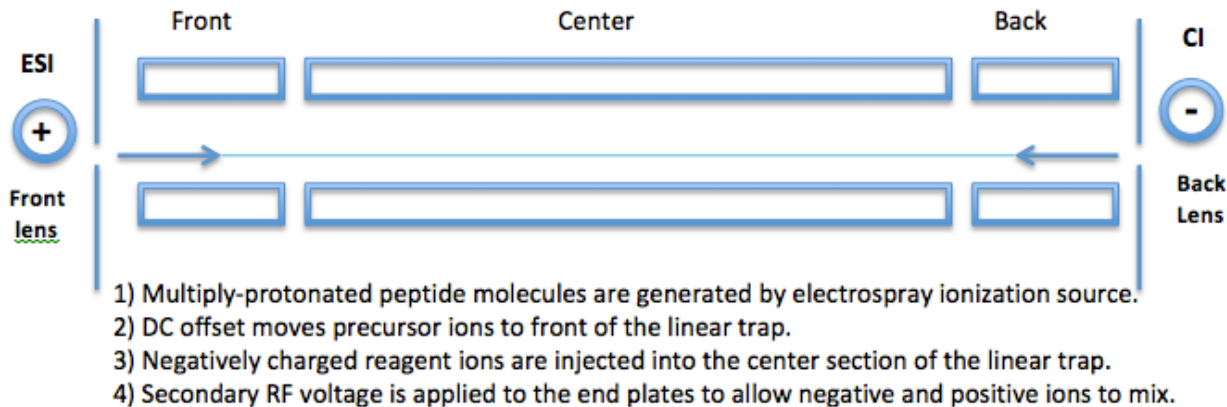 Front Center Back
ESI CI
+ -
Front Back
lens Lens
1) Multiply-protonated peptide molecules are generated by electrospray ionization source.
2) DC offset moves precursor ions to front of the linear trap.
3) Negatively charged reagent ions are injected into the center section of the linear trap.
4) Secondary RF voltage is applied to the end plates to allow negative and positive ions to mix.